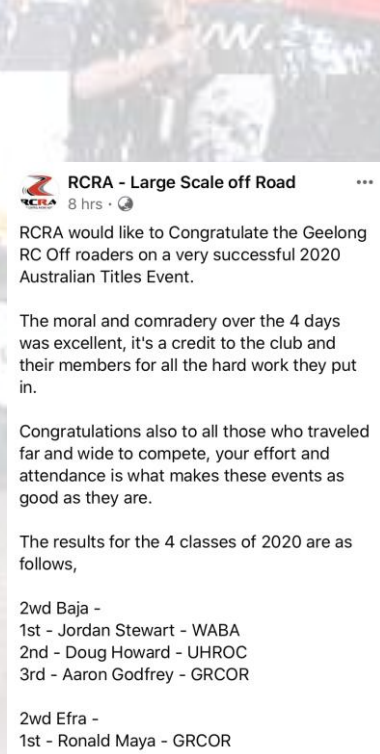 w.
RCRA - Large Scale off Road
RCRA
8 hrs ·
RCRA would like to Congratulate the Geelong
RC Off roaders on a very successful 2020
Australian Titles Event.
The moral and comradery over the 4 days
was excellent, it's a credit to the club and
their members for all the hard work they put
in.
Congratulations also to all those who traveled
far and wide to compete, your effort and
attendance is what makes these events as
good as they are.
The results for the 4 classes of 2020 are as
follows,
2wd Baja -
1st - Jordan Stewart - WABA
2nd - Doug Howard - UHROC
3rd - Aaron Godfrey - GRCOR
2wd Efra -
1st - Ronald Maya - GRCOR